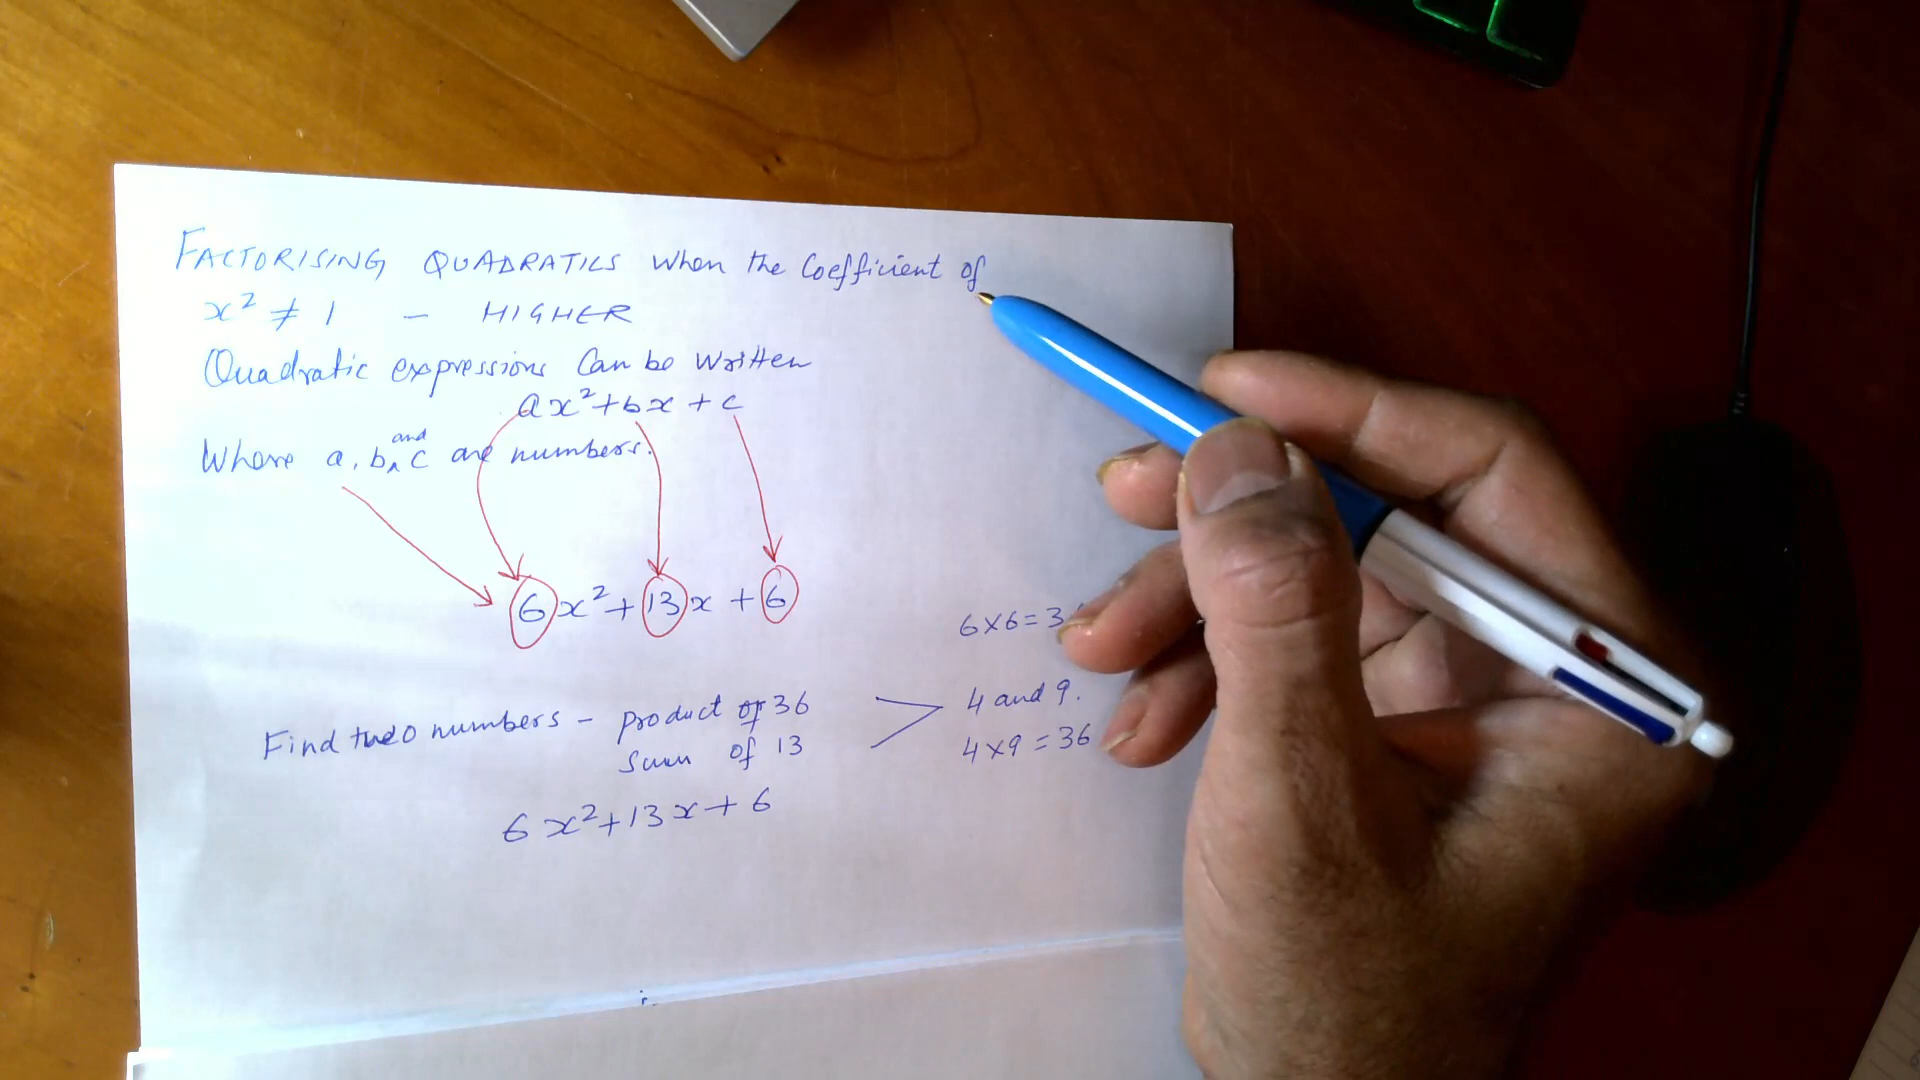 FACTORISING QUADRATICS when the Coefficient of
x² ≠ 1 - HIGHER
Quadratic expressions Can be written
ax² + bx + c
Where a, b, and c are numbers.
6x² + 13x + 6
6 × 6 = 3
Find two numbers - product of 36
sum of 13
4 and 9.
4 × 9 = 36
6x² + 13x + 6